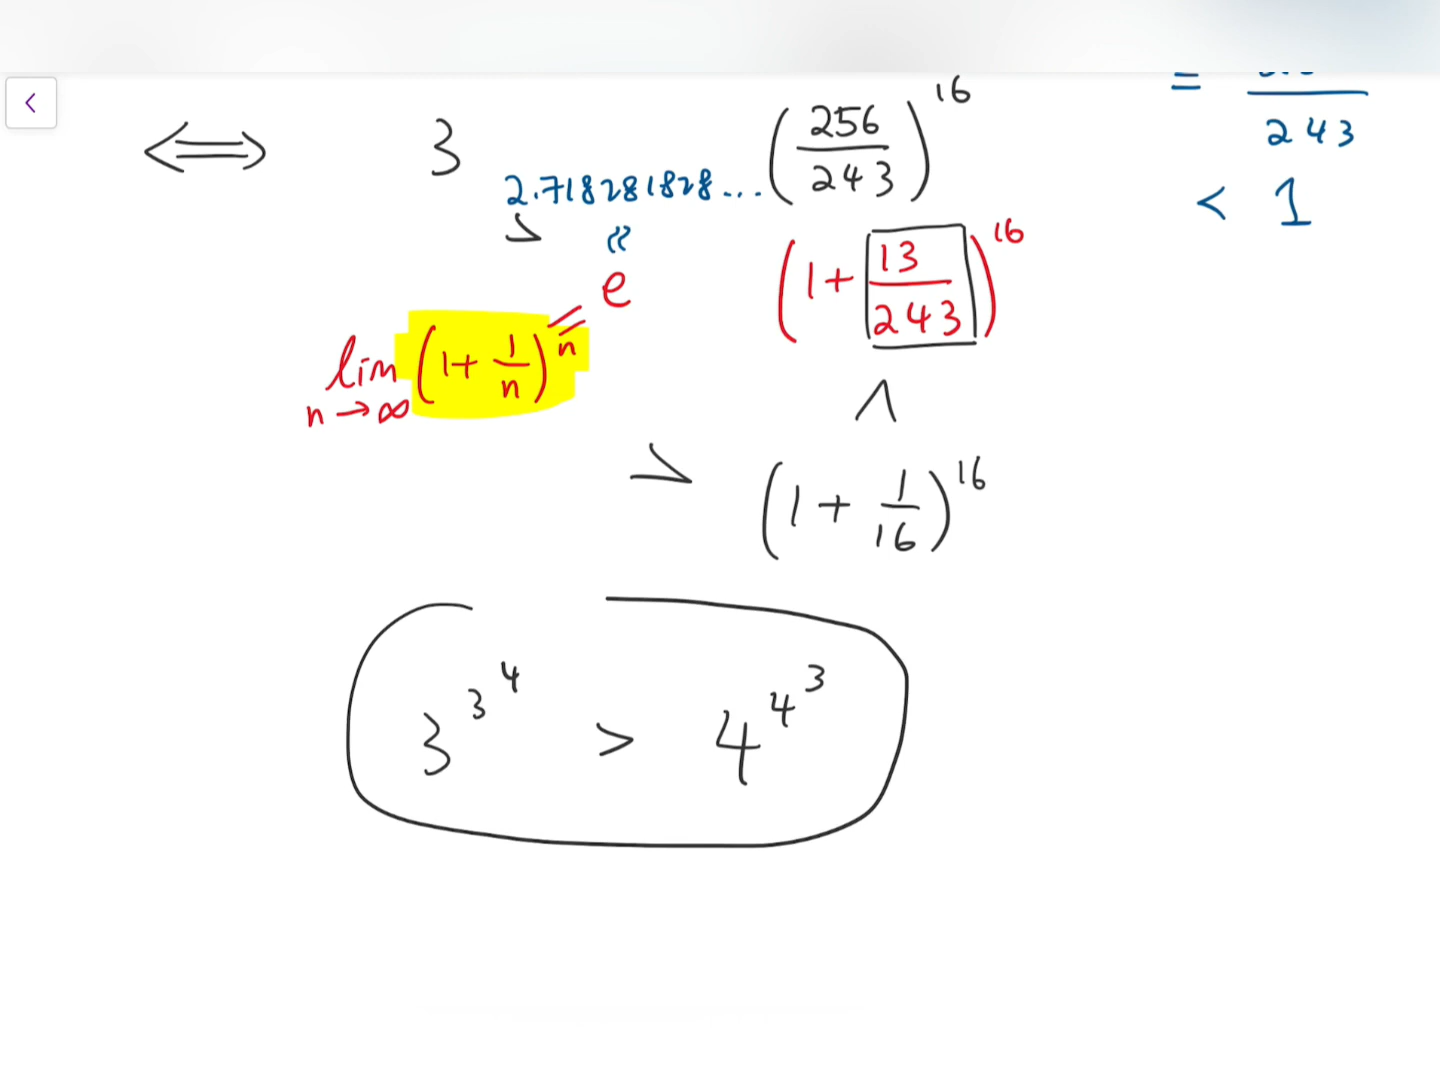 ⟺ 3 (256/243)^16
= /243
2.718281828...
< 1
> ≈
e (1+ 13/243)^16
lim n→∞ (1+ 1/n)^n =
∧
> (1+ 1/16)^16
3^3^4 > 4^4^3